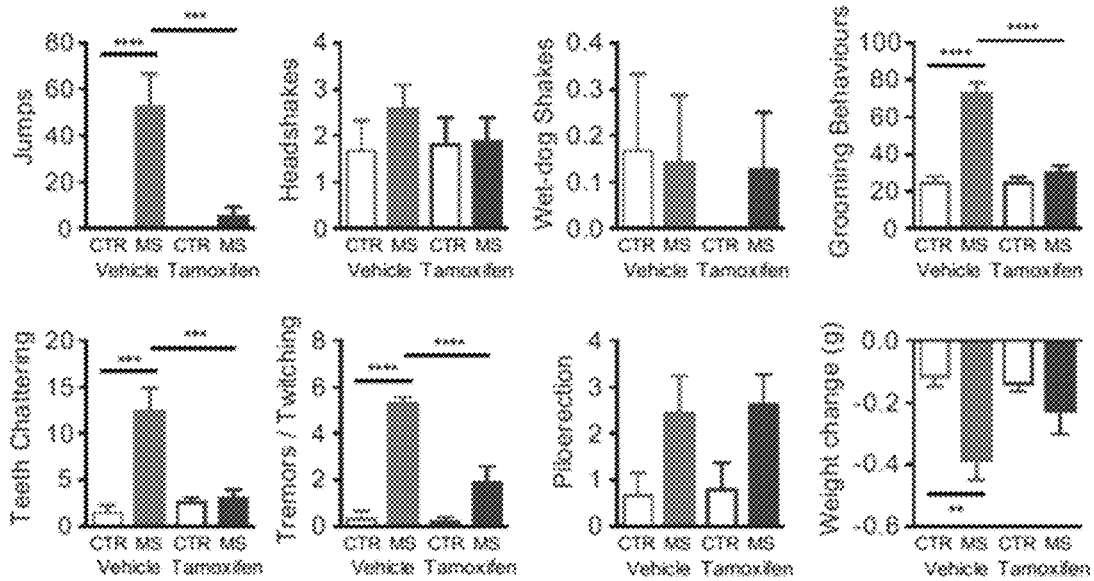 Jumps
80
60
40
20
0
****
***
CTR MS CTR MS
Vehicle Tamoxifen
Headshakes
4
3
2
1
0
CTR MS CTR MS
Vehicle Tamoxifen
Wet-dog Shakes
0.4
0.3
0.2
0.1
0.0
CTR MS CTR MS
Vehicle Tamoxifen
Grooming Behaviours
100
80
60
40
20
0
****
****
CTR MS CTR MS
Vehicle Tamoxifen
Teeth Chattering
20
15
10
5
0
***
***
CTR MS CTR MS
Vehicle Tamoxifen
Tremors / Twitching
8
6
4
2
0
****
****
CTR MS CTR MS
Vehicle Tamoxifen
Piloerection
4
3
2
1
0
CTR MS CTR MS
Vehicle Tamoxifen
Weight change (g)
0.0
-0.2
-0.4
-0.6
**
CTR MS CTR MS
Vehicle Tamoxifen